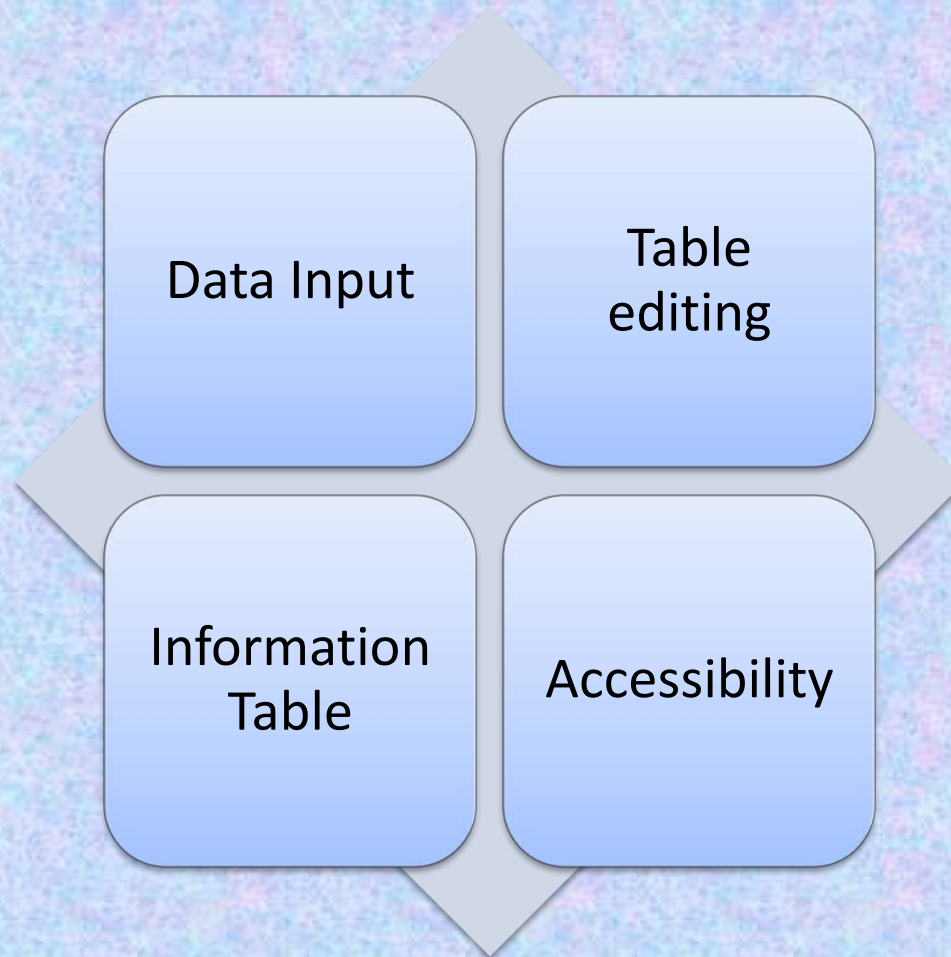 Data Input
Table
editing
Information
Table
Accessibility